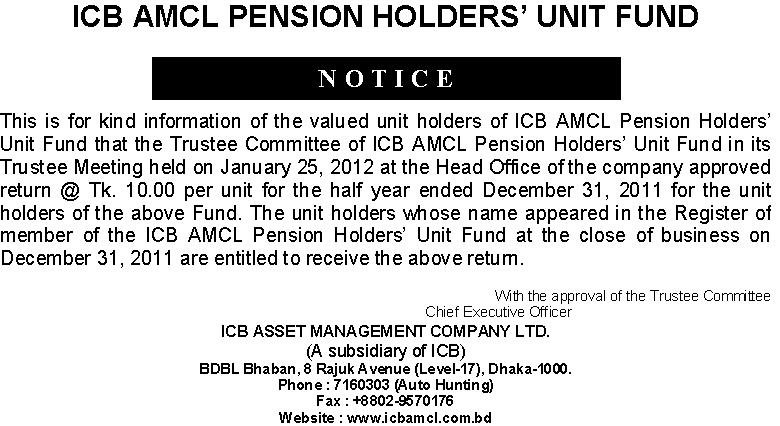 ICB AMCL PENSION HOLDERS’ UNIT FUND
NOTICE
This is for kind information of the valued unit holders of ICB AMCL Pension Holders’
Unit Fund that the Trustee Committee of ICB AMCL Pension Holders’ Unit Fund in its
Trustee Meeting held on January 25, 2012 at the Head Office of the company approved
return @ Tk. 10.00 per unit for the half year ended December 31, 2011 for the unit
holders of the above Fund. The unit holders whose name appeared in the Register of
member of the ICB AMCL Pension Holders’ Unit Fund at the close of business on
December 31, 2011 are entitled to receive the above return.
With the approval of the Trustee Committee
Chief Executive Officer
ICB ASSET MANAGEMENT COMPANY LTD.
(A subsidiary of ICB)
BDBL Bhaban, 8 Rajuk Avenue (Level-17), Dhaka-1000.
Phone : 7160303 (Auto Hunting)
Fax : +8802-9570176
Website : www.icbamcl.com.bd